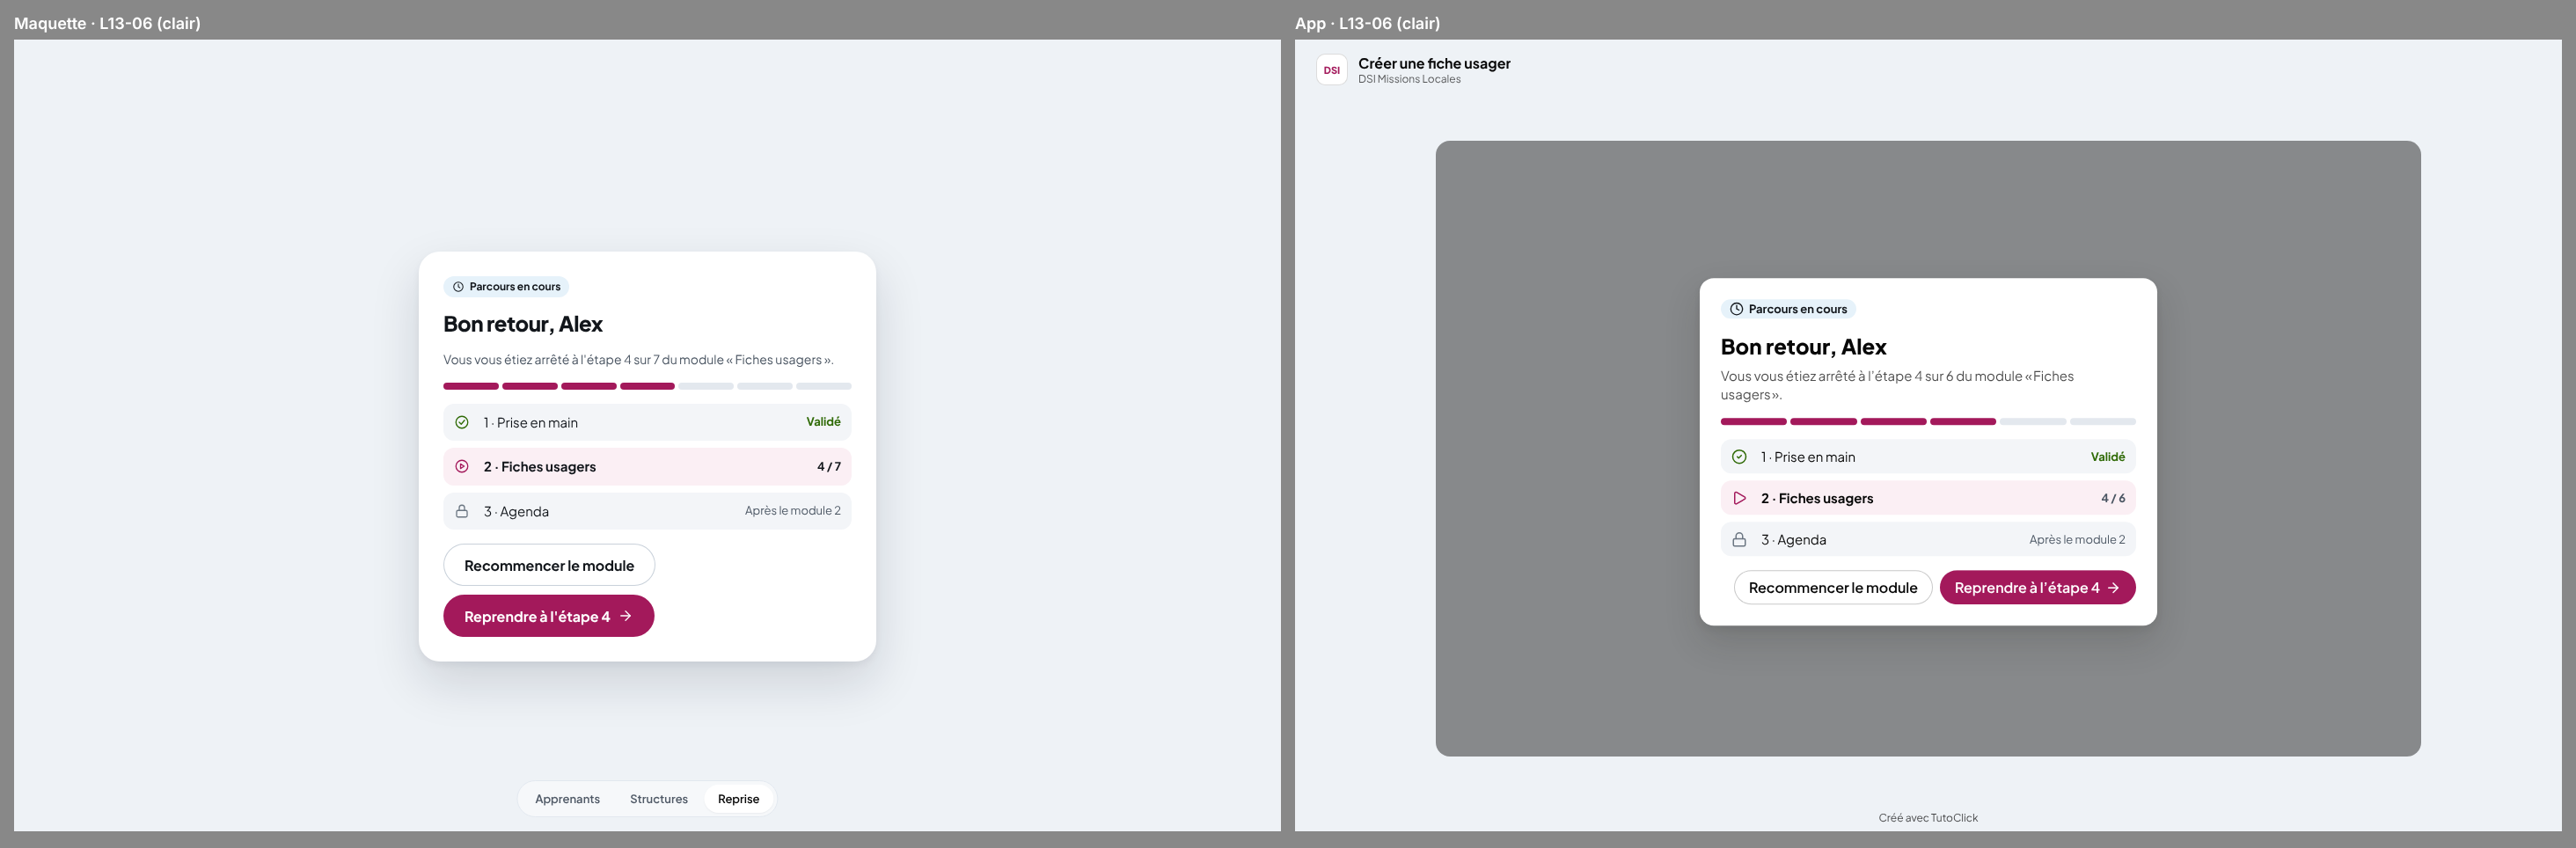 Maquette · L13-06 (clair)
Parcours en cours
Bon retour, Alex
Vous vous étiez arrêté à l'étape 4 sur 7 du module « Fiches usagers ».
1 · Prise en main
Validé
2 · Fiches usagers
4 / 7
3 · Agenda
Après le module 2
Recommencer le module
Reprendre à l'étape 4 →
Apprenants
Structures
Reprise
App · L13-06 (clair)
DSI
Créer une fiche usager
DSI Missions Locales
Parcours en cours
Bon retour, Alex
Vous vous étiez arrêté à l'étape 4 sur 6 du module « Fiches
usagers ».
1 · Prise en main
Validé
2 · Fiches usagers
4 / 6
3 · Agenda
Après le module 2
Recommencer le module
Reprendre à l'étape 4 →
Créé avec TutoClick